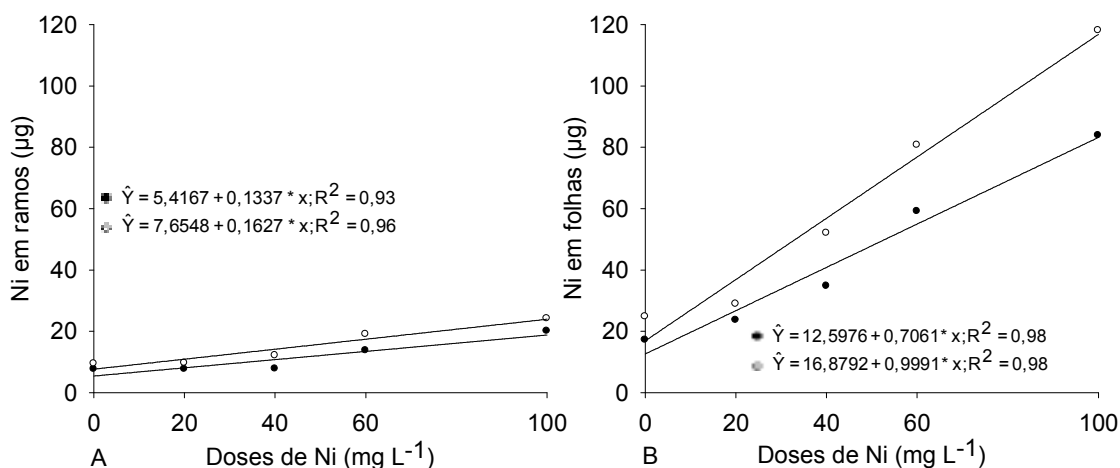 120
100
80
60
40
20
0
Ni em ramos (µg)
Ŷ = 5,4167 + 0,1337 * x; R² = 0,93
Ŷ = 7,6548 + 0,1627 * x; R² = 0,96
0 20 40 60 100
A Doses de Ni (mg L⁻¹)
120
100
80
60
40
20
0
Ni em folhas (µg)
Ŷ = 12,5976 + 0,7061* x; R² = 0,98
Ŷ = 16,8792 + 0,9991* x; R² = 0,98
0 20 40 60 100
B Doses de Ni (mg L⁻¹)